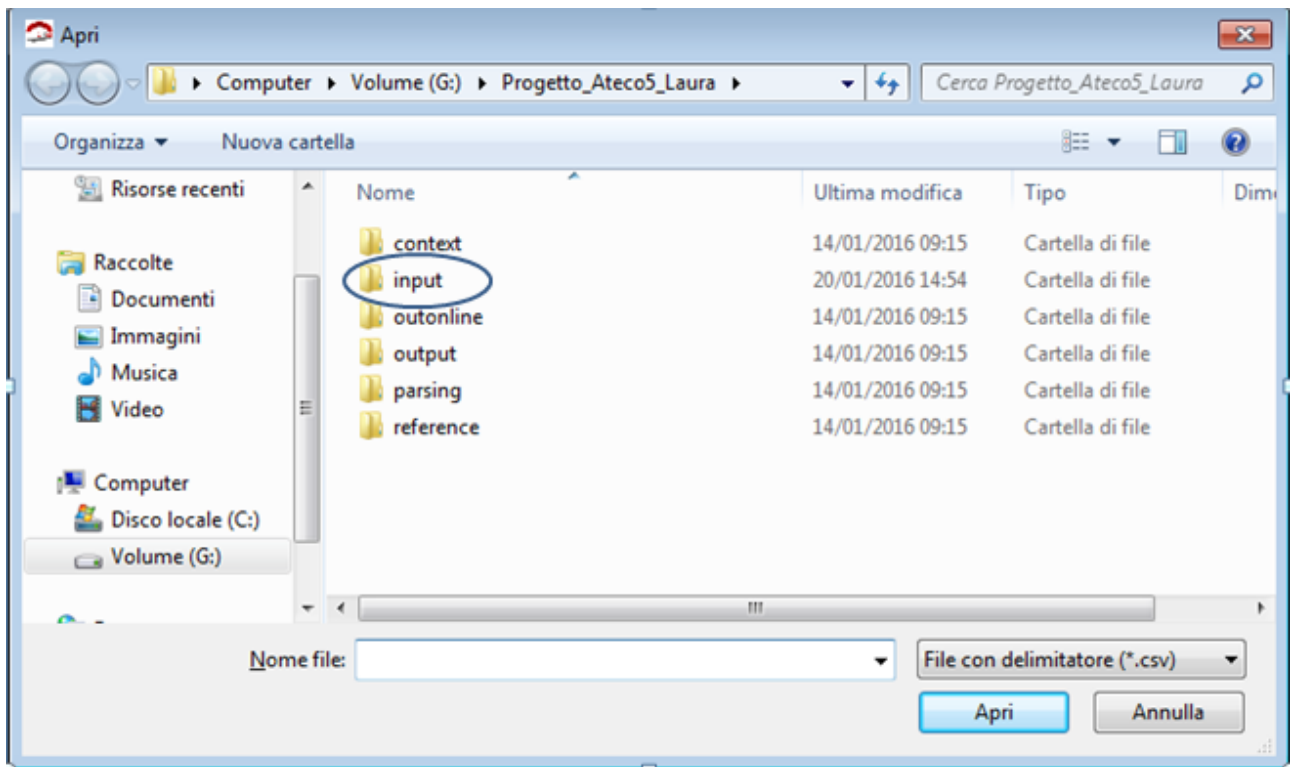 Apri
Computer Volume (G:) Progetto_Ateco5_Laura
Cerca Progetto_Ateco5_Laura
Organizza Nuova cartella
Risorse recenti
Raccolte
Documenti
Immagini
Musica
Video
Computer
Disco locale (C:)
Volume (G:)
Nome Ultima modifica Tipo Dime
context 14/01/2016 09:15 Cartella di file
input 20/01/2016 14:54 Cartella di file
outonline 14/01/2016 09:15 Cartella di file
output 14/01/2016 09:15 Cartella di file
parsing 14/01/2016 09:15 Cartella di file
reference 14/01/2016 09:15 Cartella di file
Nome file: File con delimitatore (*.csv)
Apri Annulla